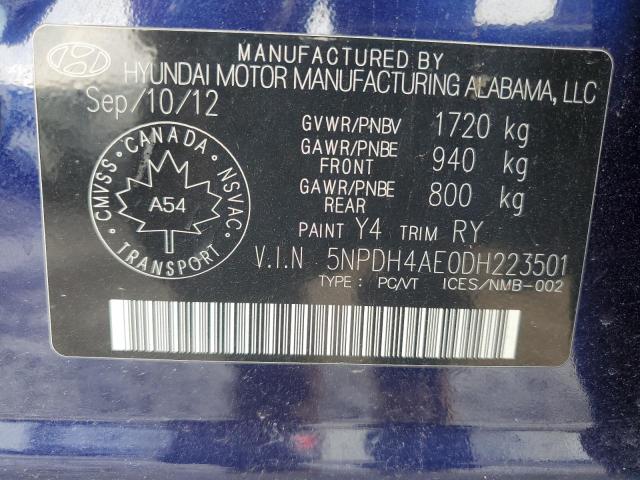 MANUFACTURED BY
HYUNDAI MOTOR MANUFACTURING ALABAMA, LLC
Sep/10/12
GVWR/PNBV 1720 kg
GAWR/PNBE FRONT 940 kg
GAWR/PNBE REAR 800 kg
PAINT Y4 TRIM RY
CANADA
CMVSS · NSVAC
A54
TRANSPORT
V.I.N 5NPDH4AE0DH223501
TYPE : PC/VT ICES/NMB-002